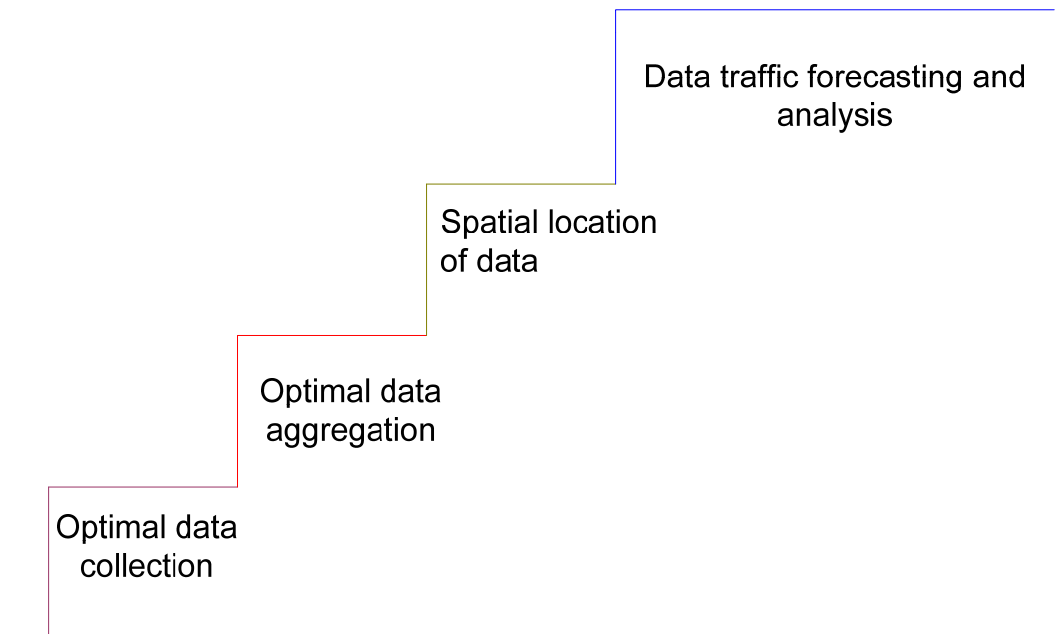 Data traffic forecasting and
analysis
Spatial location
of data
Optimal data
aggregation
Optimal data
collection